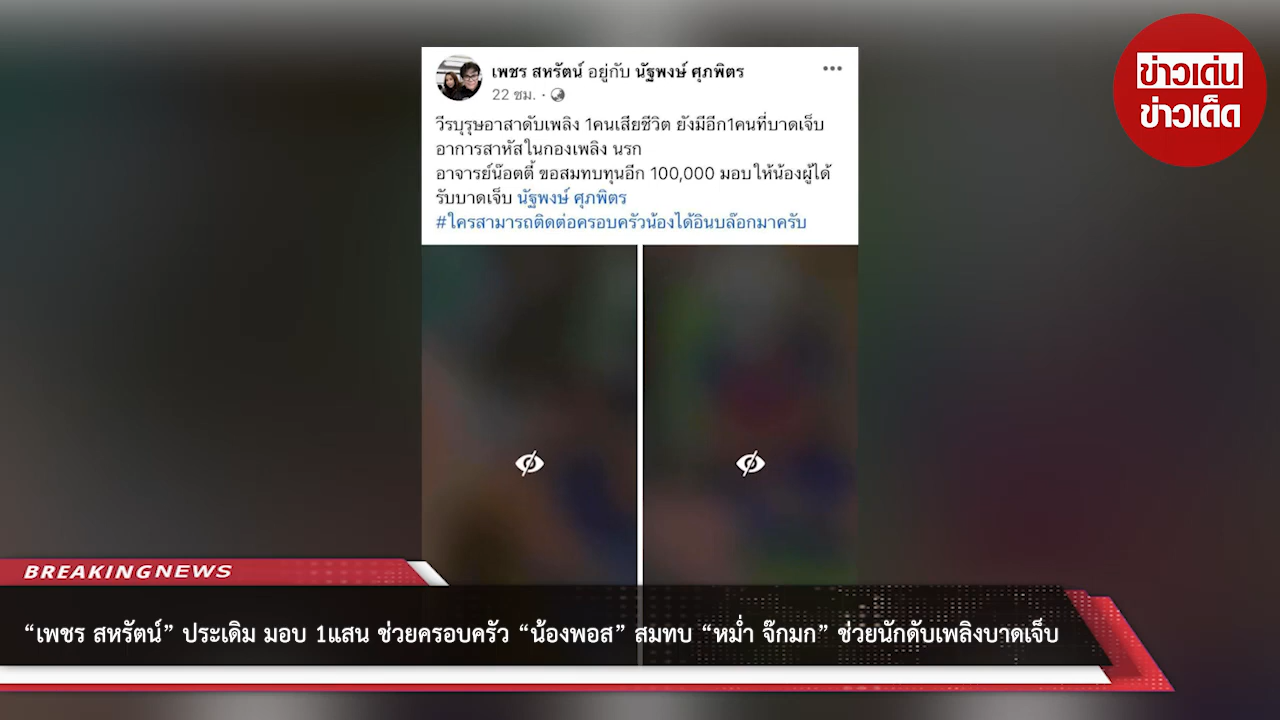 ข่าวเด่น
ข่าวเด็ด
เพชร สหรัตน์ อยู่กับ นัฐพงษ์ ศุภพิตร
22 ชม. ·
วีรบุรุษอาสาดับเพลิง 1คนเสียชีวิต ยังมีอีก1คนที่บาดเจ็บ
อาการสาหัสในกองเพลิง นรก
อาจารย์น๊อตตี้ ขอสมทบทุนอีก 100,000 มอบให้น้องผู้ได้
รับบาดเจ็บ นัฐพงษ์ ศุภพิตร
#ใครสามารถติดต่อครอบครัวน้องได้อินบล๊อกมาครับ
BREAKINGNEWS
“เพชร สหรัตน์” ประเดิม มอบ 1แสน ช่วยครอบครัว “น้องพอส” สมทบ “หม่ำ จ๊กมก” ช่วยนักดับเพลิงบาดเจ็บ